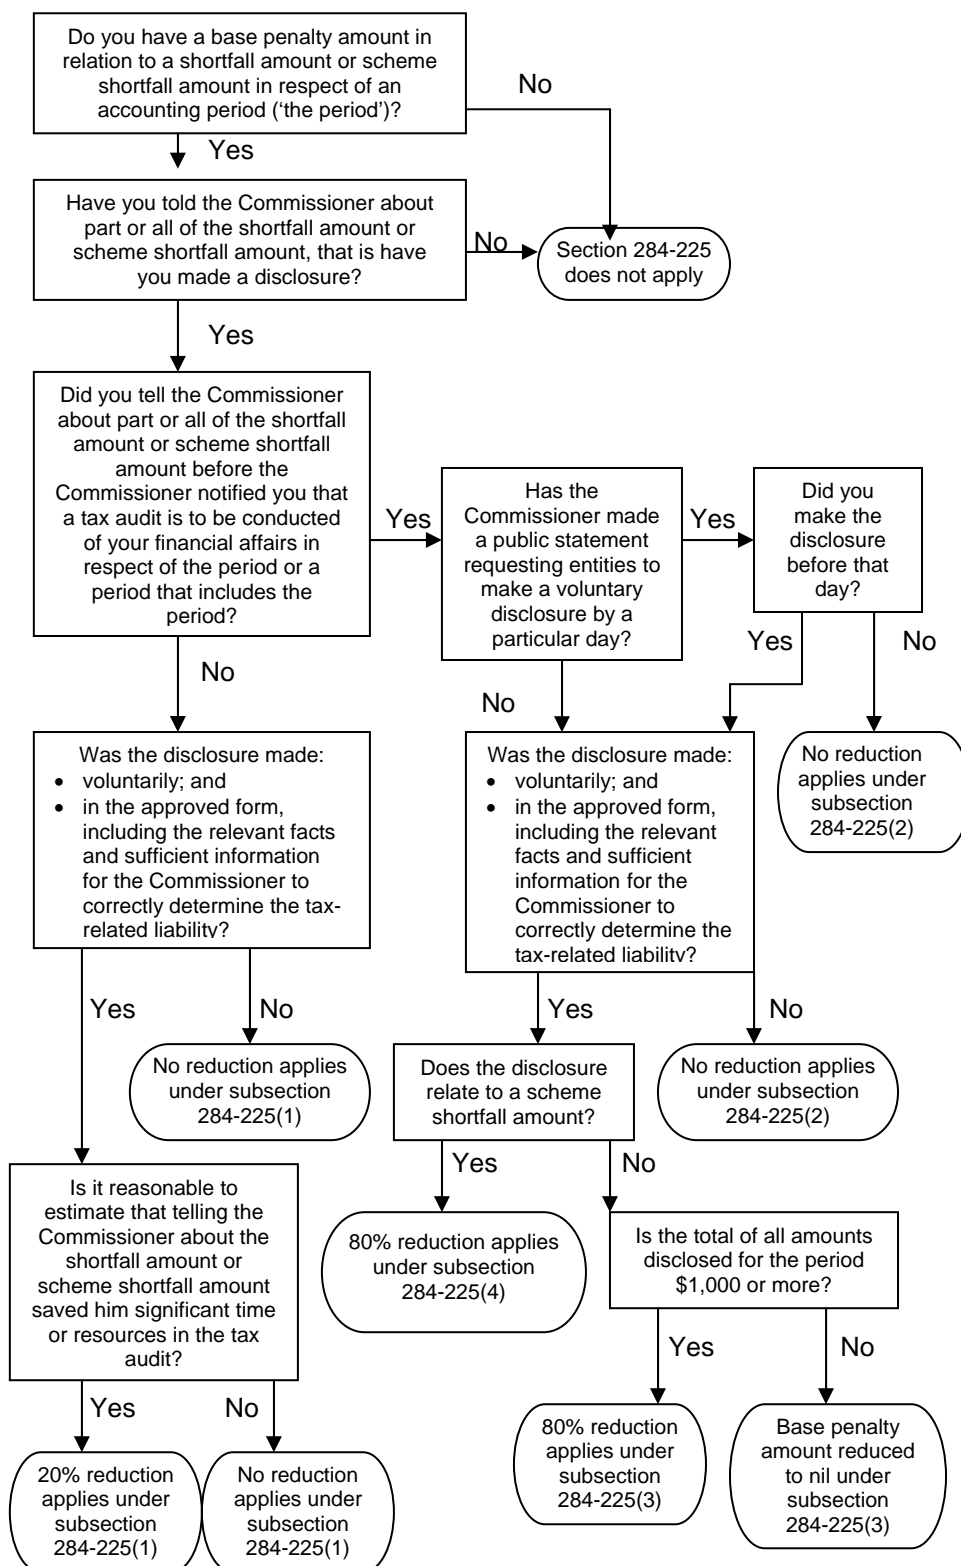 Do you have a base penalty amount in
relation to a shortfall amount or scheme
shortfall amount in respect of an
accounting period (‘the period’)?
No
Yes
Have you told the Commissioner about
part or all of the shortfall amount or
scheme shortfall amount, that is have
you made a disclosure?
No
Section 284-225
does not apply
Yes
Did you tell the Commissioner
about part or all of the shortfall
amount or scheme shortfall
amount before the
Commissioner notified you that
a tax audit is to be conducted
of your financial affairs in
respect of the period or a
period that includes the
period?
Yes
Has the
Commissioner made
a public statement
requesting entities to
make a voluntary
disclosure by a
particular day?
Yes
Did you
make the
disclosure
before that
day?
No
No
Yes
No
Was the disclosure made:
• voluntarily; and
• in the approved form,
including the relevant facts
and sufficient information
for the Commissioner to
correctly determine the tax-
related liability?
Was the disclosure made:
• voluntarily; and
• in the approved form,
including the relevant
facts and sufficient
information for the
Commissioner to
correctly determine the
tax-related liability?
No reduction
applies under
subsection
284-225(2)
Yes
No
Yes
No
No reduction applies
under subsection
284-225(1)
Does the disclosure
relate to a scheme
shortfall amount?
No reduction applies
under subsection
284-225(2)
Yes
No
Is it reasonable to
estimate that telling the
Commissioner about the
shortfall amount or
scheme shortfall amount
saved him significant time
or resources in the tax
audit?
80% reduction applies
under subsection
284-225(4)
Is the total of all amounts
disclosed for the period
$1,000 or more?
Yes
No
Yes
No
20% reduction
applies under
subsection
284-225(1)
No reduction
applies under
subsection
284-225(1)
80% reduction
applies under
subsection
284-225(3)
Base penalty
amount reduced
to nil under
subsection
284-225(3)